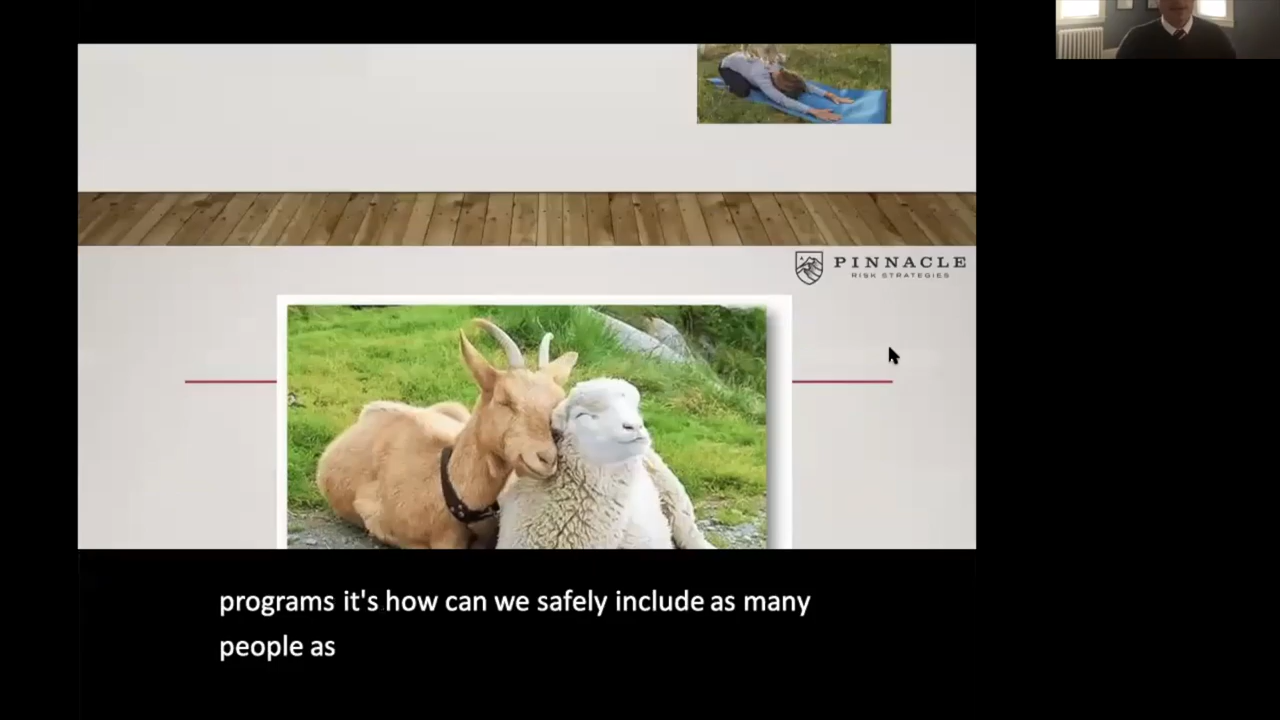 PINNACLE
RISK STRATEGIES
programs it's how can we safely include as many
people as